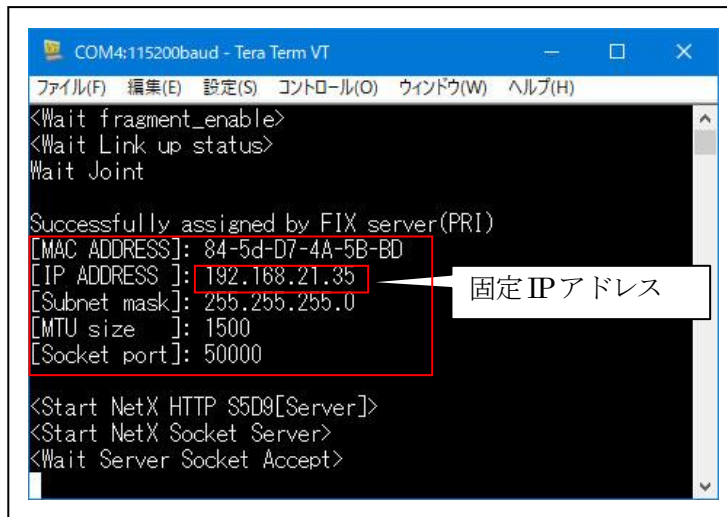 COM4:115200baud - Tera Term VT
ファイル(F) 編集(E) 設定(S) コントロール(O) ウィンドウ(W) ヘルプ(H)
<Wait fragment_enable>
<Wait Link up status>
Wait Joint
Successfully assigned by FIX server(PRI)
[MAC ADDRESS]: 84-5d-D7-4A-5B-BD
[IP ADDRESS ]: 192.168.21.35
固定IPアドレス
[Subnet mask]: 255.255.255.0
[MTU size   ]: 1500
[Socket port]: 50000
<Start NetX HTTP S5D9[Server]>
<Start NetX Socket Server>
<Wait Server Socket Accept>